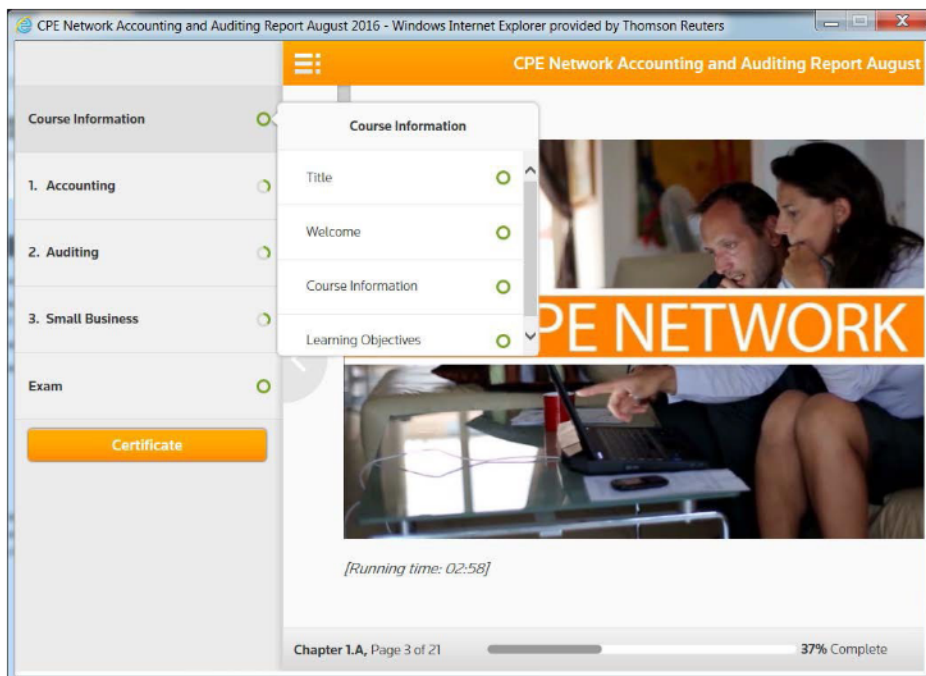 CPE Network Accounting and Auditing Report August 2016 - Windows Internet Explorer provided by Thomson Reuters
CPE Network Accounting and Auditing Report August
Course Information
1. Accounting
2. Auditing
3. Small Business
Exam
Certificate
Course Information
Title
Welcome
Course Information
Learning Objectives
PE NETWORK
[Running time: 02:58]
Chapter 1.A, Page 3 of 21
37% Complete